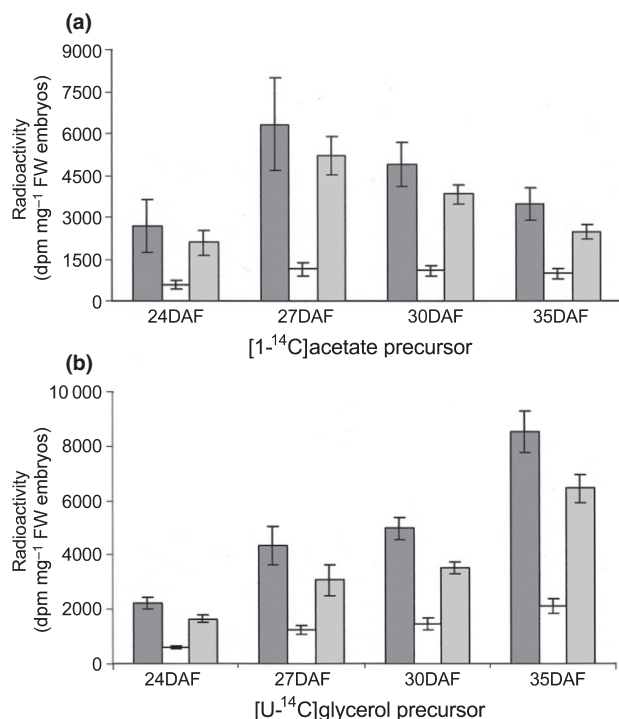 (a)
Radioactivity
(dpm mg⁻¹ FW embryos)
9000
7500
6000
4500
3000
1500
0
24DAF 27DAF 30DAF 35DAF
[1-¹⁴C]acetate precursor
(b)
Radioactivity
(dpm mg⁻¹ FW embryos)
10 000
8000
6000
4000
2000
0
24DAF 27DAF 30DAF 35DAF
[U-¹⁴C]glycerol precursor